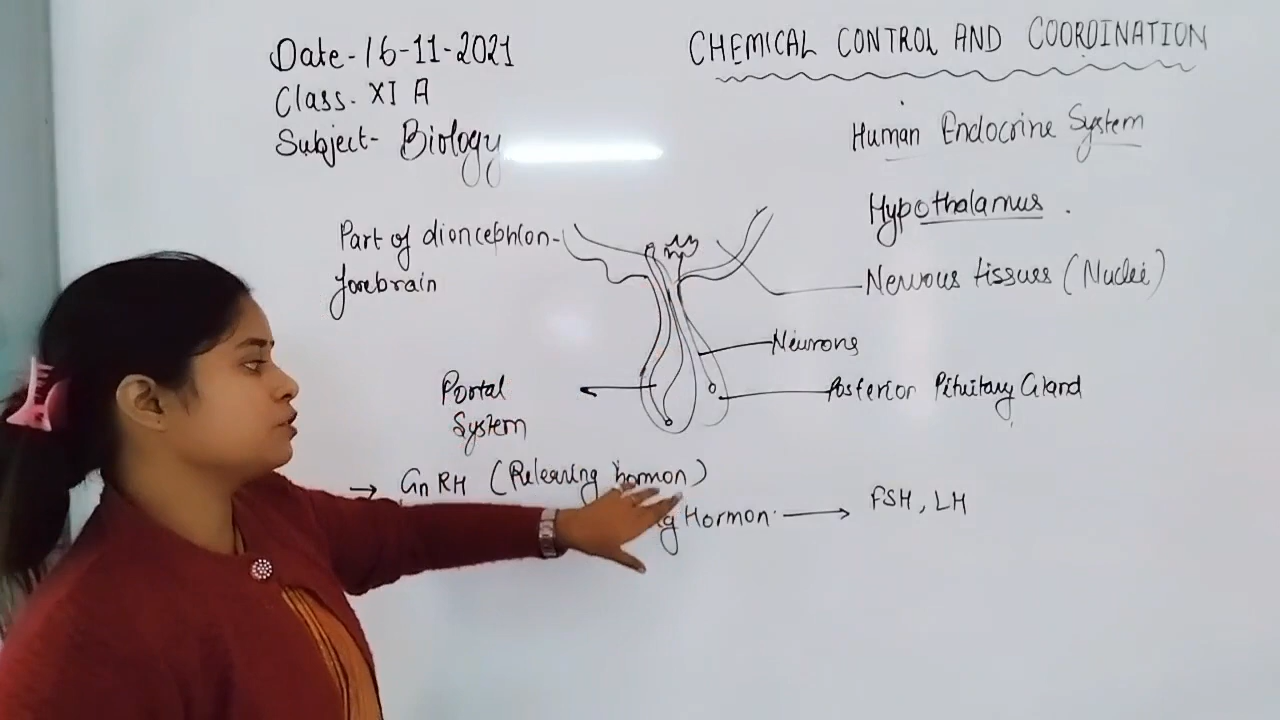 Date-16-11-2021
Class- XI A
Subject- Biology
CHEMICAL CONTROL AND COORDINATION
Human Endocrine System
Hypothalamus.
Part of dioncephlon-
forebrain
Nervous tissues (Nuclei)
Neurons
Portal
System
Posterior Pituitary Gland
→ GnRH (Releasing hormon)
Hormon. → FSH, LH